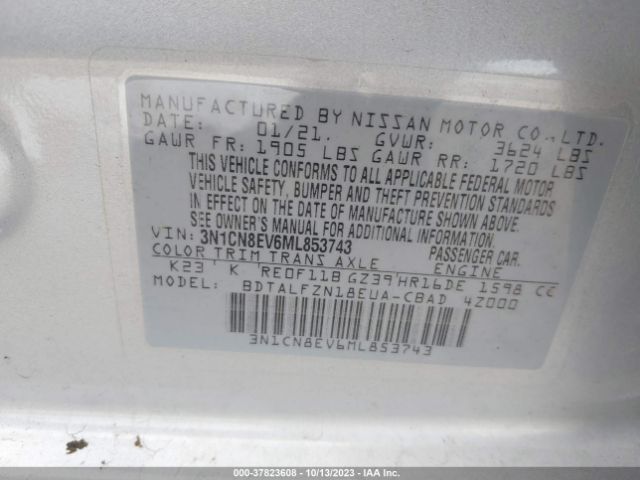 MANUFACTURED BY NISSAN MOTOR CO.,LTD.
DATE: 01/21. GVWR: 3624 LBS
GAWR FR: 1905 LBS GAWR RR: 1720 LBS
THIS VEHICLE CONFORMS TO ALL APPLICABLE FEDERAL MOTOR
VEHICLE SAFETY, BUMPER AND THEFT PREVENTION STANDARDS
IN EFFECT ON THE DATE OF MANUFACTURE SHOWN ABOVE.
SEE OWNER'S MANUAL FOR ADDITIONAL INFORMATION.
VIN: 3N1CN8EV6ML853743 PASSENGER CAR.
COLOR TRIM TRANS AXLE ENGINE
K23 K RE0F11B GZ39 HR16DE 1598 CC
MODEL: BDTALFZN18EUA-CBAD 4Z000
3N1CN8EV6ML853743
000-37823608 | 10/13/2023 | IAA Inc.